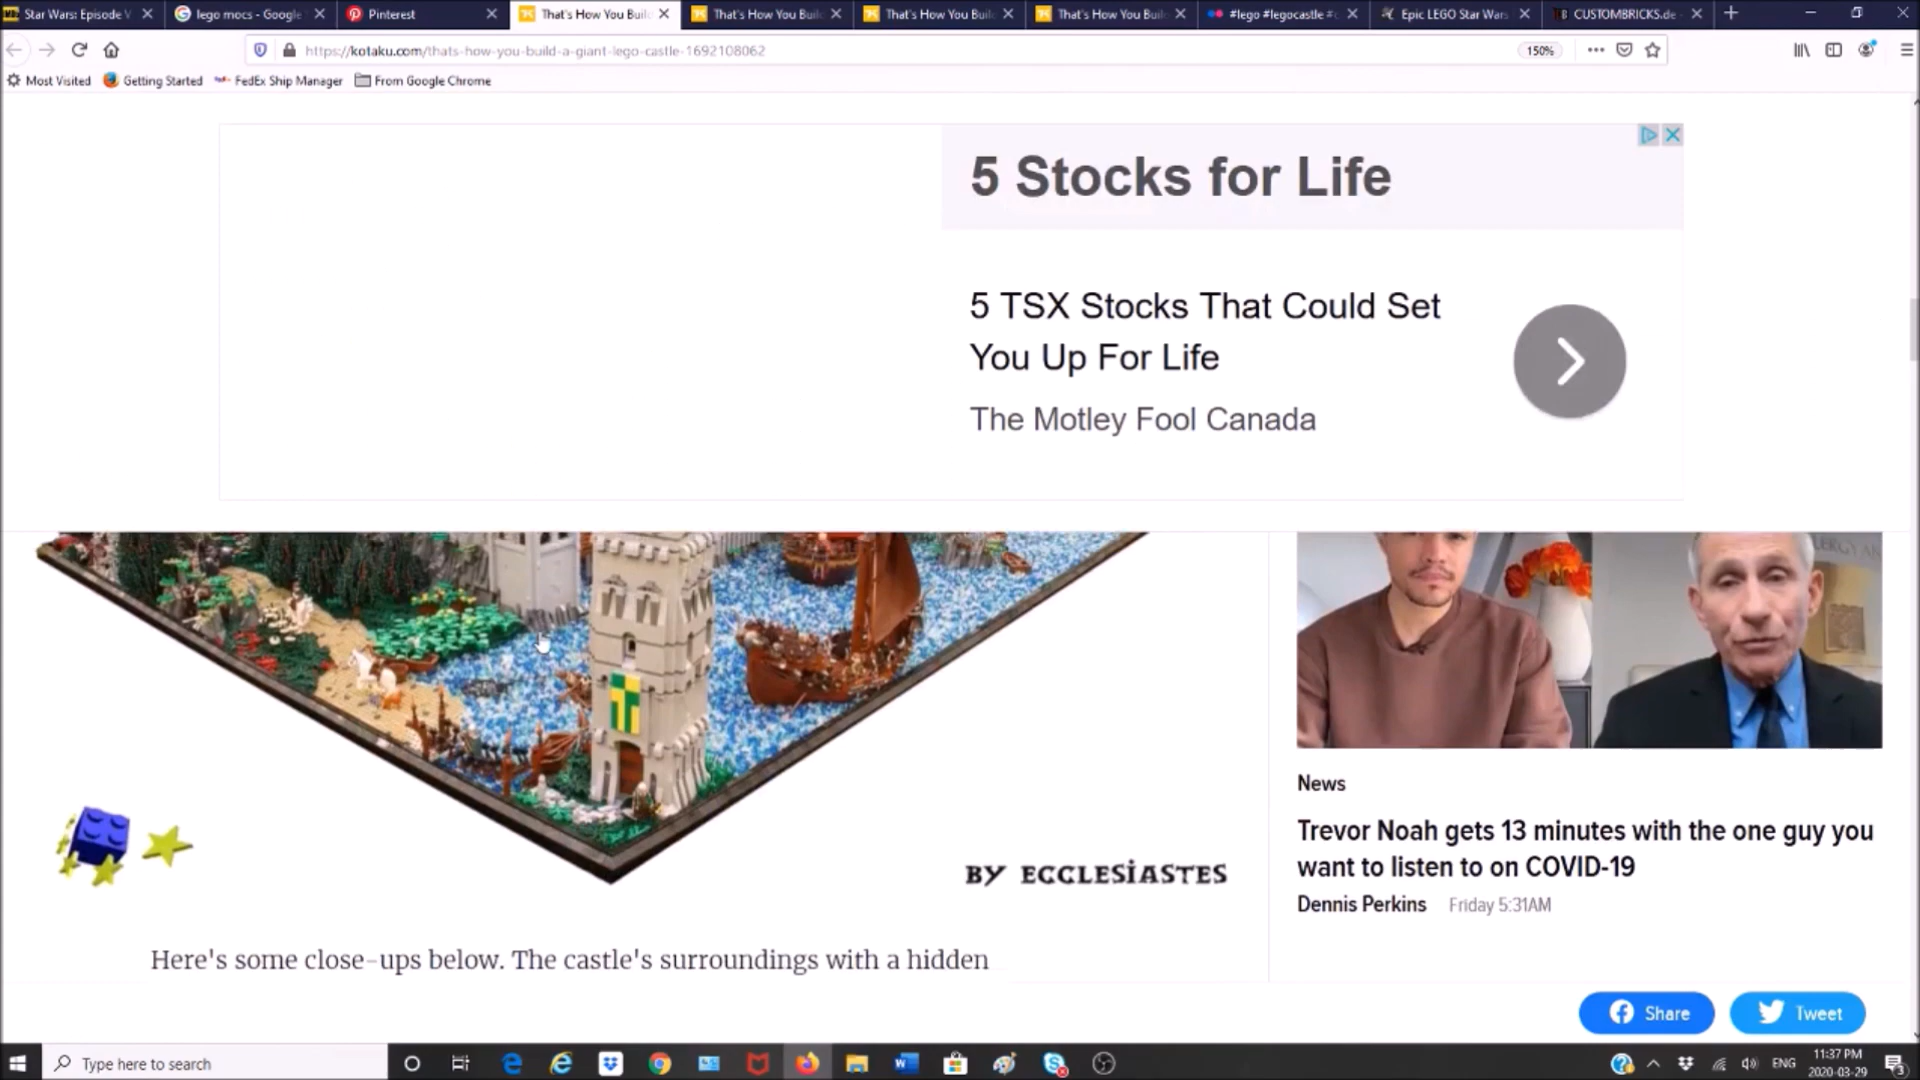 Star Wars: Episode V
lego mocs - Google
Pinterest
That's How You Buil
That's How You Buil
That's How You Buil
That's How You Buil
#lego #legocastle #c
Epic LEGO Star Wars
CUSTOMBRICKS.de
https://kotaku.com/thats-how-you-build-a-giant-lego-castle-1692108062
150%
Most Visited
Getting Started
FedEx Ship Manager
From Google Chrome
5 Stocks for Life
5 TSX Stocks That Could Set
You Up For Life
The Motley Fool Canada
BY ECCLESIASTES
Here's some close-ups below. The castle's surroundings with a hidden
News
Trevor Noah gets 13 minutes with the one guy you
want to listen to on COVID-19
Dennis Perkins Friday 5:31AM
Share
Tweet
Type here to search
ENG
11:37 PM
2020-03-29
3